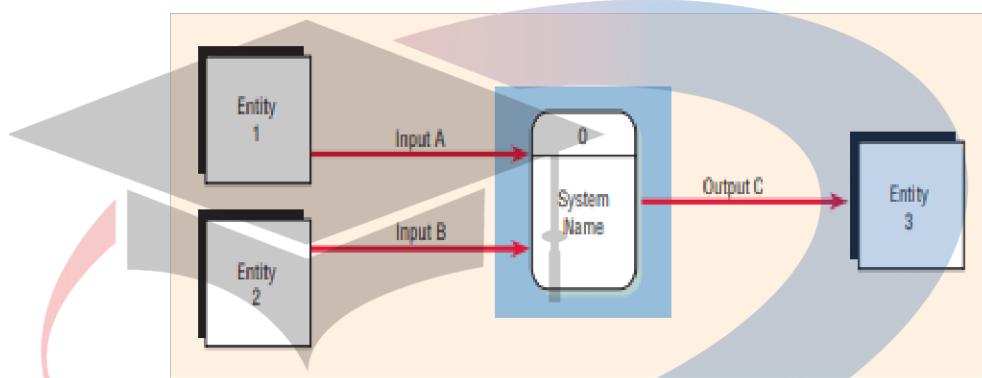 Entity
1
Input A
0
System
Name
Output C
Entity
3
Input B
Entity
2